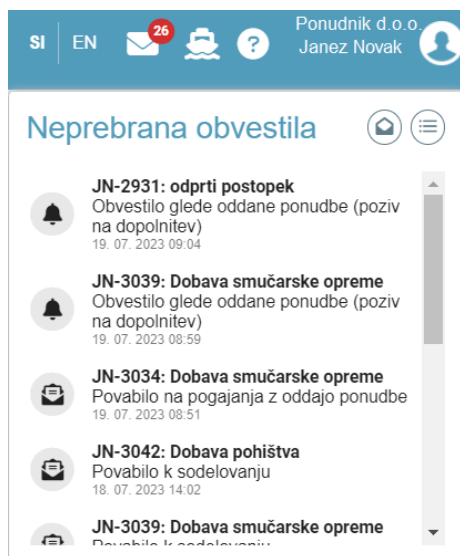 SI EN 26 ? Ponudnik d.o.o.
Janez Novak
Neprebrana obvestila
JN-2931: odprti postopek
Obvestilo glede oddane ponudbe (poziv
na dopolnitev)
19. 07. 2023 09:04
JN-3039: Dobava smučarske opreme
Obvestilo glede oddane ponudbe (poziv
na dopolnitev)
19. 07. 2023 08:59
JN-3034: Dobava smučarske opreme
Povabilo na pogajanja z oddajo ponudbe
19. 07. 2023 08:51
JN-3042: Dobava pohištva
Povabilo k sodelovanju
18. 07. 2023 14:02
JN-3039: Dobava smučarske opreme
Povabilo k sodelovanju